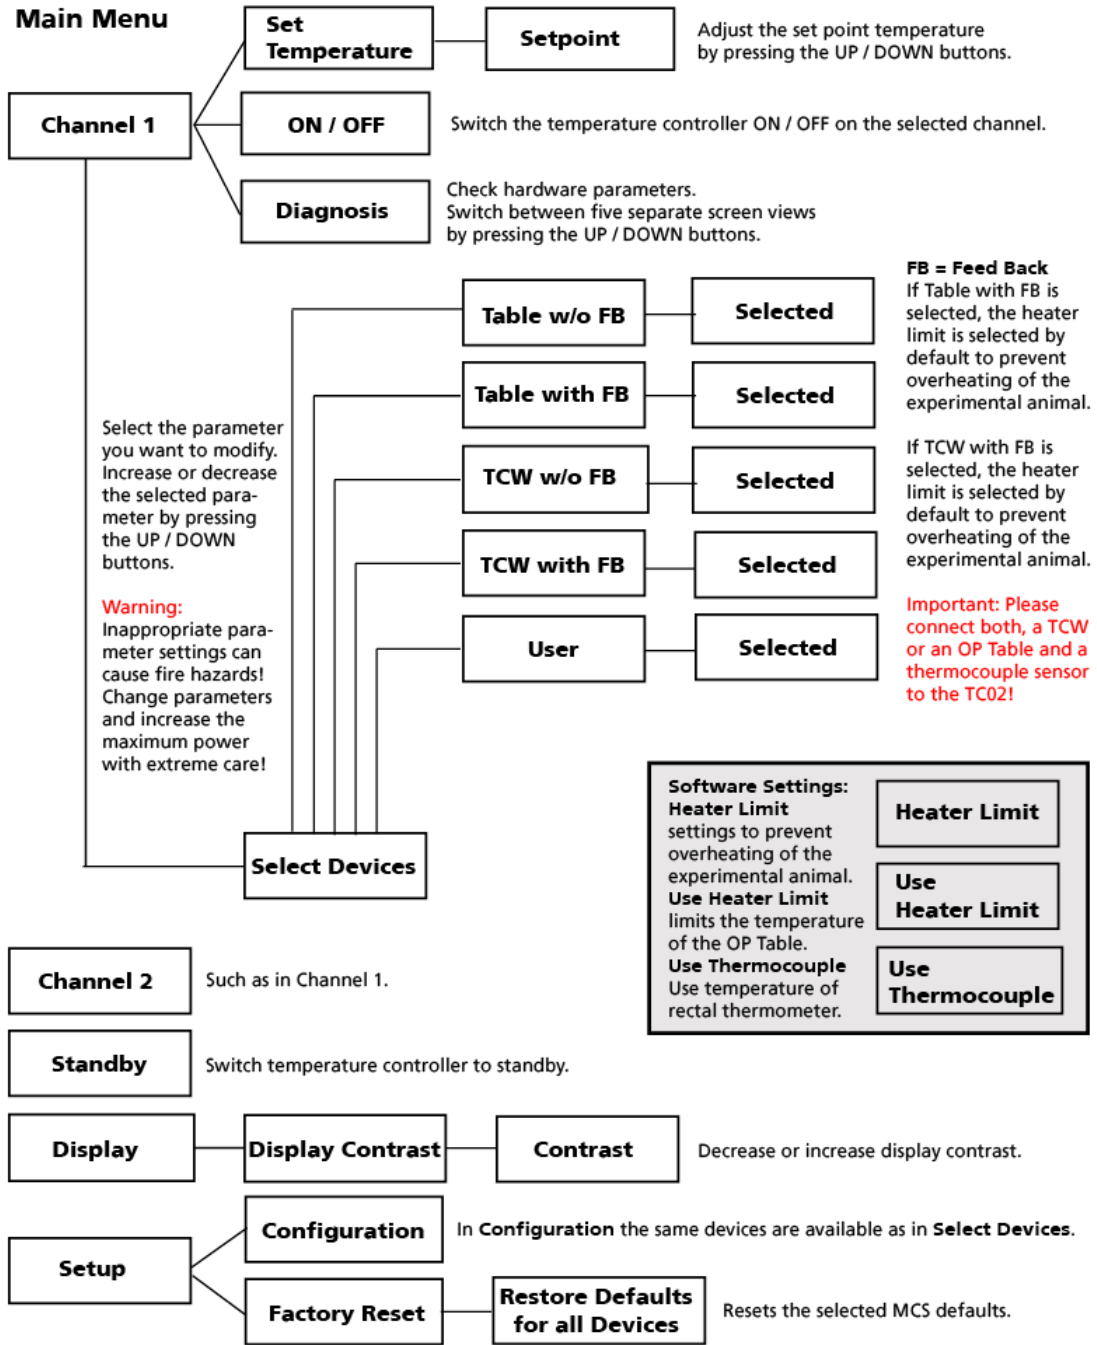 Main Menu
Set
Temperature
Setpoint
Adjust the set point temperature
by pressing the UP / DOWN buttons.
Channel 1
ON / OFF
Switch the temperature controller ON / OFF on the selected channel.
Diagnosis
Check hardware parameters.
Switch between five separate screen views
by pressing the UP / DOWN buttons.
Table w/o FB
Selected
Table with FB
Selected
TCW w/o FB
Selected
TCW with FB
Selected
User
Selected
FB = Feed Back
If Table with FB is
selected, the heater
limit is selected by
default to prevent
overheating of the
experimental animal.
If TCW with FB is
selected, the heater
limit is selected by
default to prevent
overheating of the
experimental animal.
Important: Please
connect both, a TCW
or an OP Table and a
thermocouple sensor
to the TC02!
Select the parameter
you want to modify.
Increase or decrease
the selected para-
meter by pressing
the UP / DOWN
buttons.
Warning:
Inappropriate para-
meter settings can
cause fire hazards!
Change parameters
and increase the
maximum power
with extreme care!
Select Devices
Software Settings:
Heater Limit
settings to prevent
overheating of the
experimental animal.
Use Heater Limit
limits the temperature
of the OP Table.
Use Thermocouple
Use temperature of
rectal thermometer.
Heater Limit
Use
Heater Limit
Use
Thermocouple
Channel 2
Such as in Channel 1.
Standby
Switch temperature controller to standby.
Display
Display Contrast
Contrast
Decrease or increase display contrast.
Setup
Configuration
In Configuration the same devices are available as in Select Devices.
Factory Reset
Restore Defaults
for all Devices
Resets the selected MCS defaults.